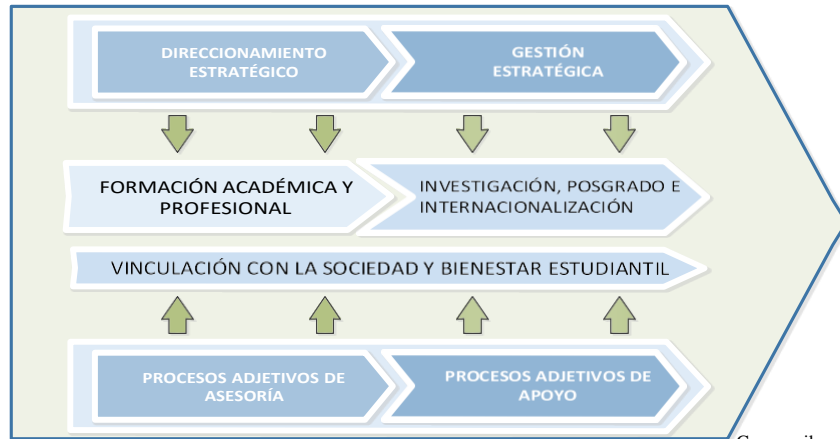 DIRECCIONAMIENTO
ESTRATÉGICO
GESTIÓN
ESTRATÉGICA
FORMACIÓN ACADÉMICA Y
PROFESIONAL
INVESTIGACIÓN, POSGRADO E
INTERNACIONALIZACIÓN
VINCULACIÓN CON LA SOCIEDAD Y BIENESTAR ESTUDIANTIL
PROCESOS ADJETIVOS DE
ASESORÍA
PROCESOS ADJETIVOS DE
APOYO